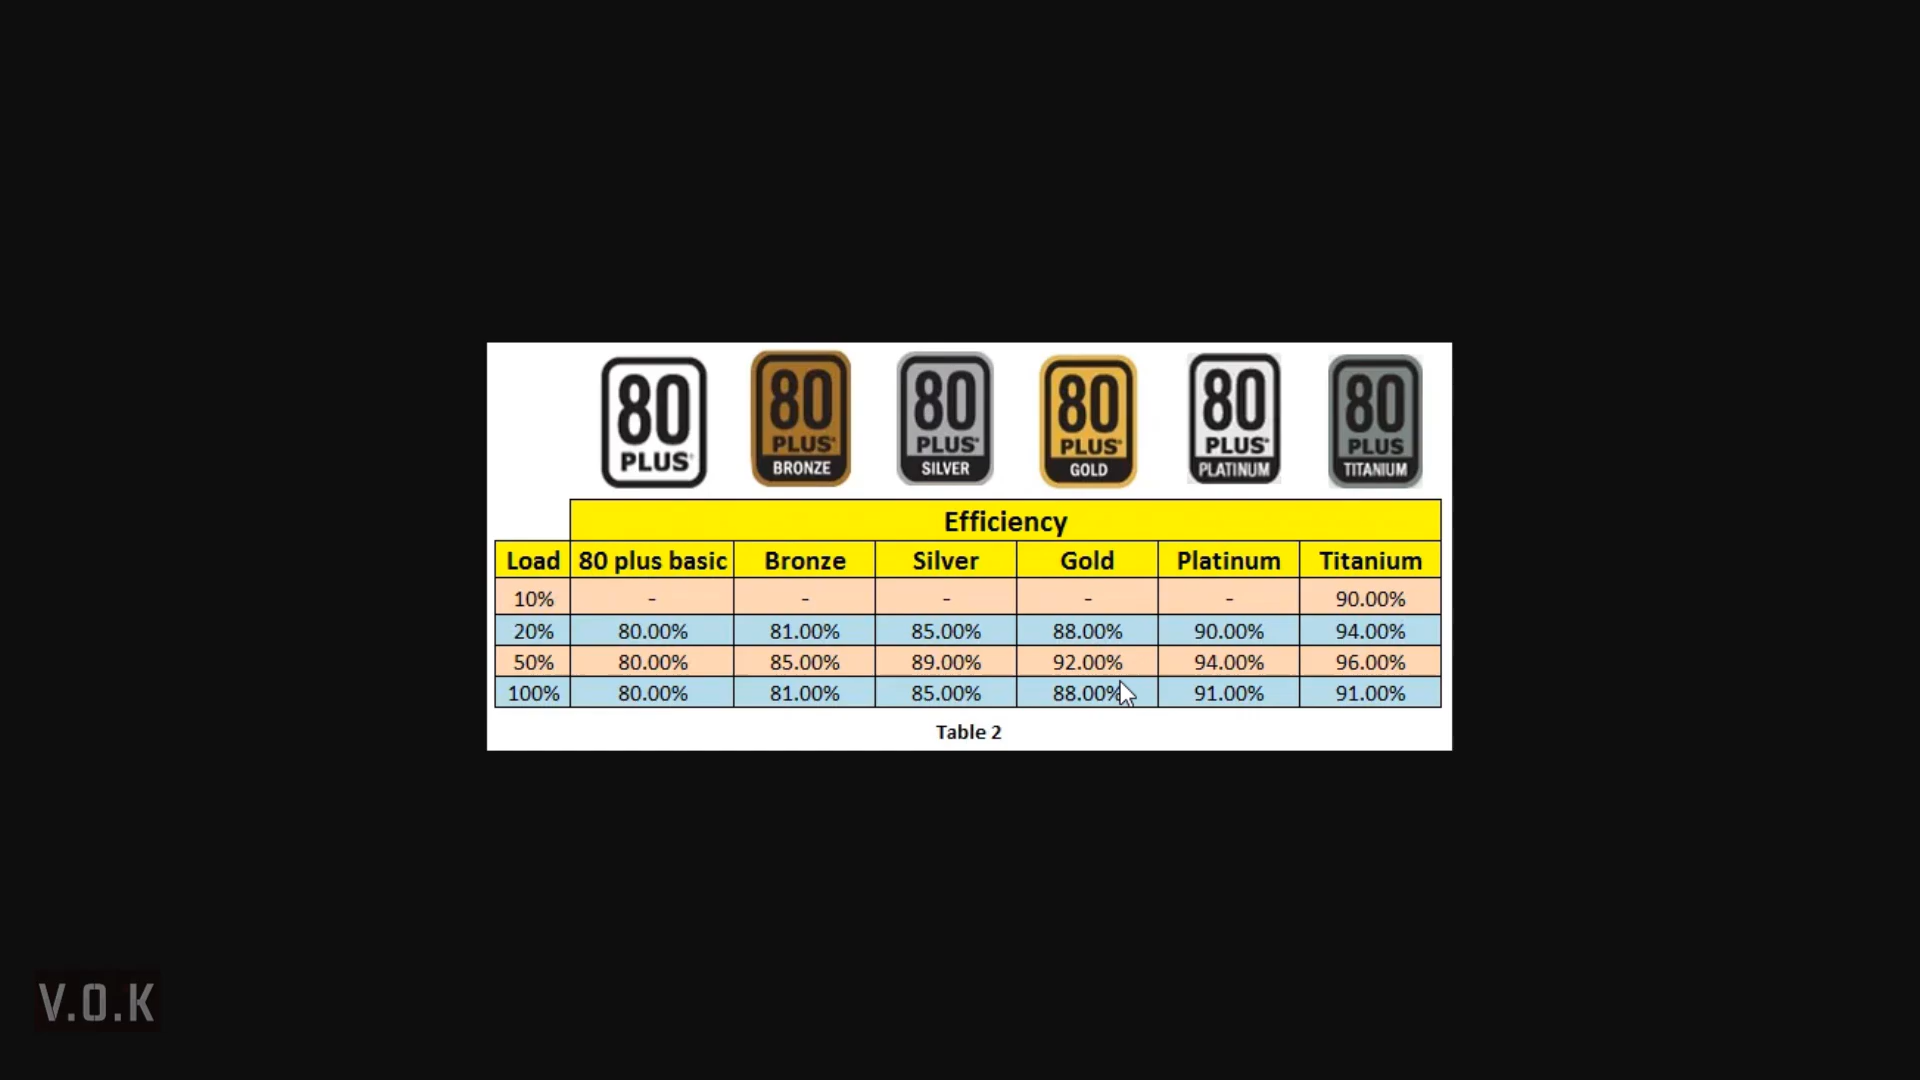 80 PLUS
80 PLUS BRONZE
80 PLUS SILVER
80 PLUS GOLD
80 PLUS PLATINUM
80 PLUS TITANIUM
Efficiency
Load 80 plus basic Bronze Silver Gold Platinum Titanium
10% - - - - - 90.00%
20% 80.00% 81.00% 85.00% 88.00% 90.00% 94.00%
50% 80.00% 85.00% 89.00% 92.00% 94.00% 96.00%
100% 80.00% 81.00% 85.00% 88.00% 91.00% 91.00%
Table 2
V.O.K